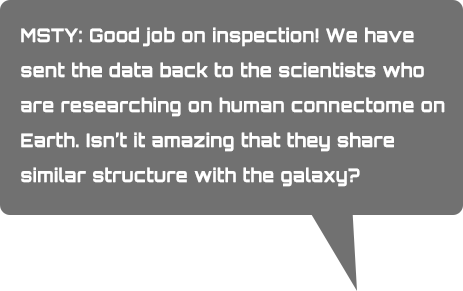 MSTY: Good job on inspection! We have
sent the data back to the scientists who
are researching on human connectome on
Earth. Isn't it amazing that they share
similar structure with the galaxy?